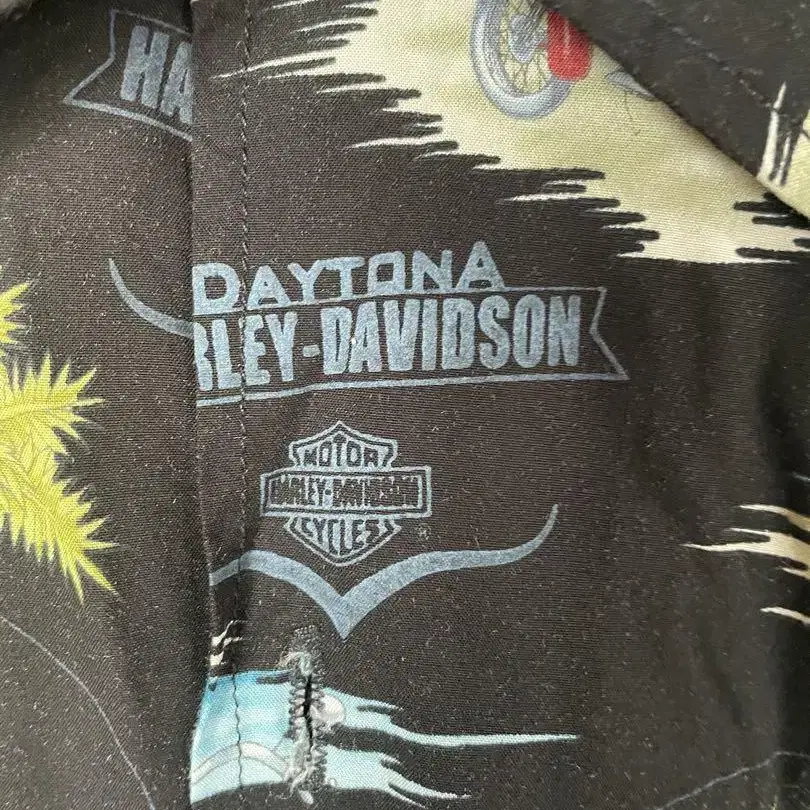 HA
DAYTONA
RLEY-DAVIDSON
MOTOR
HARLEY-DAVIDSON
CYCLES
®